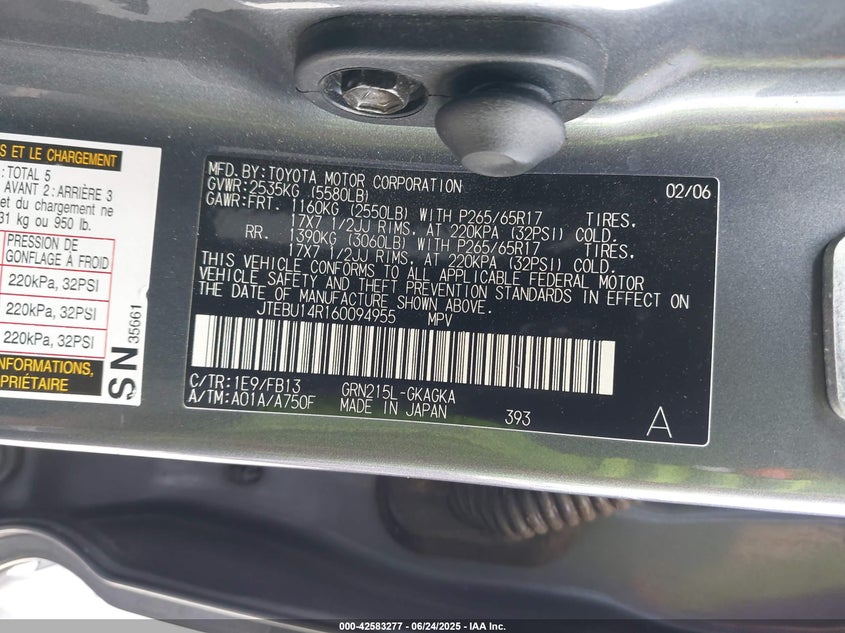 S ET LE CHARGEMENT
: TOTAL 5
AVANT 2 : ARRIÈRE 3
et du chargement ne
31 kg ou 950 lb.
PRESSION DE
GONFLAGE À FROID
220kPa, 32PSI
220kPa, 32PSI
220kPa, 32PSI
INFORMATIONS,
PRIÉTAIRE
SN 35661
MFD. BY: TOYOTA MOTOR CORPORATION 02/06
GVWR: 2535KG (5580LB)
GAWR: FRT. 1160KG (2550LB) WITH P265/65R17 TIRES,
17X7 1/2JJ RIMS, AT 220KPA (32PSI) COLD.
RR. 1390KG (3060LB) WITH P265/65R17 TIRES,
17X7 1/2JJ RIMS, AT 220KPA (32PSI) COLD.
THIS VEHICLE CONFORMS TO ALL APPLICABLE FEDERAL MOTOR
VEHICLE SAFETY AND THEFT PREVENTION STANDARDS IN EFFECT ON
THE DATE OF MANUFACTURE SHOWN ABOVE.
JTEBU14R160094955 MPV
C/TR: 1E9/FB13 GRN215L-GKAGKA
A/TM: A01A/A750F MADE IN JAPAN 393
A
000-42583277 - 06/24/2025 - IAA Inc.